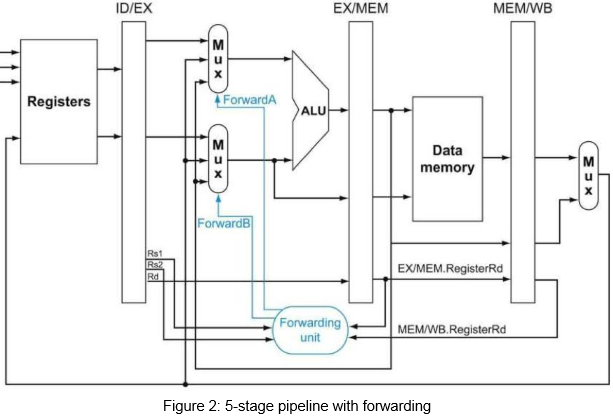 ID/EX
EX/MEM
MEM/WB
Mux
Registers
ForwardA
ALU
Mux
Data
memory
Mux
ForwardB
Rs1
Rs2
Rd
EX/MEM.RegisterRd
Forwarding
unit
MEM/WB.RegisterRd
Figure 2: 5-stage pipeline with forwarding